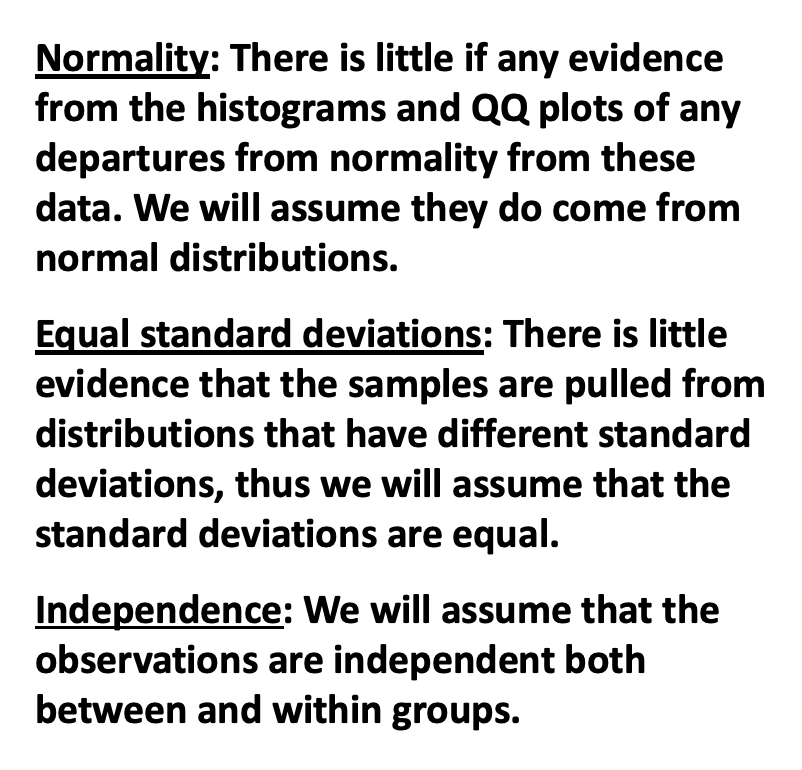 Normality: There is little if any evidence
from the histograms and QQ plots of any
departures from normality from these
data. We will assume they do come from
normal distributions.
Equal standard deviations: There is little
evidence that the samples are pulled from
distributions that have different standard
deviations, thus we will assume that the
standard deviations are equal.
Independence: We will assume that the
observations are independent both
between and within groups.